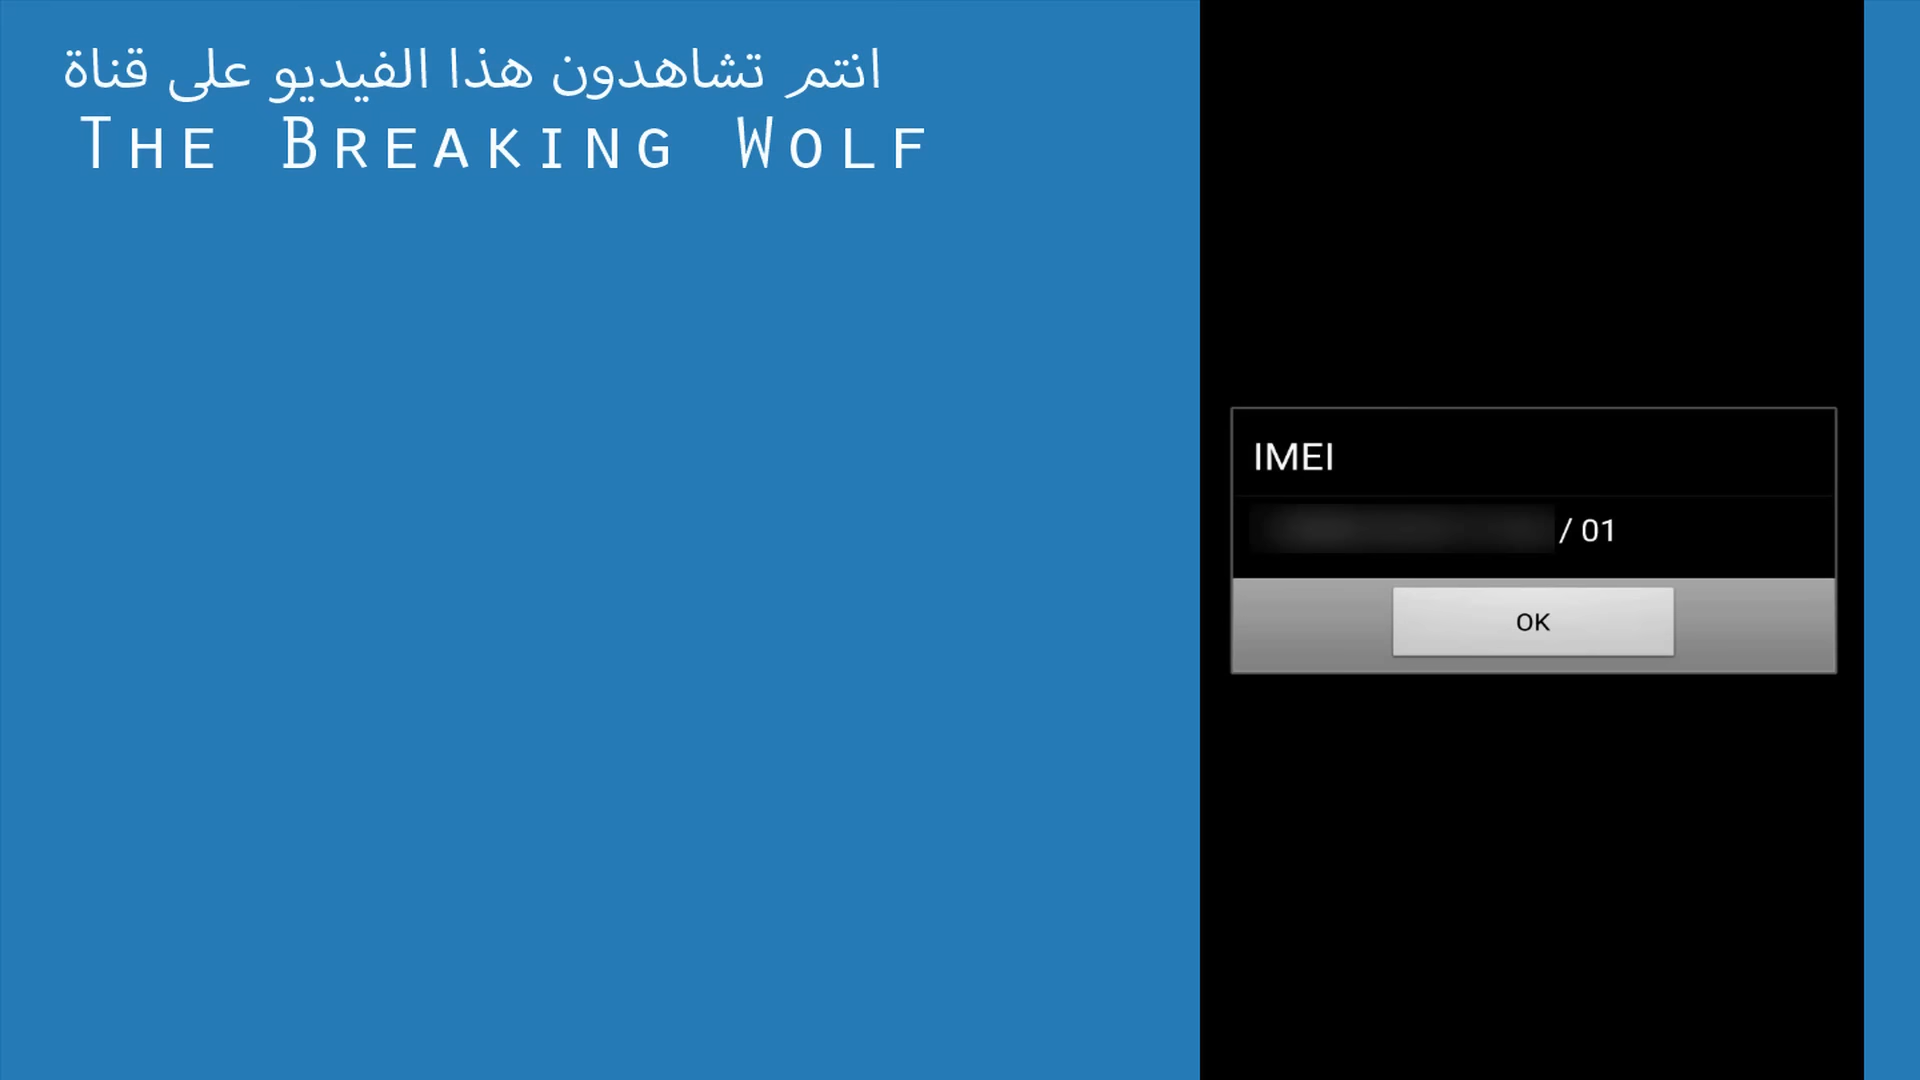 انتم تشاهدون هذا الفيديو على قناة
The Breaking Wolf
IMEI
/ 01
OK